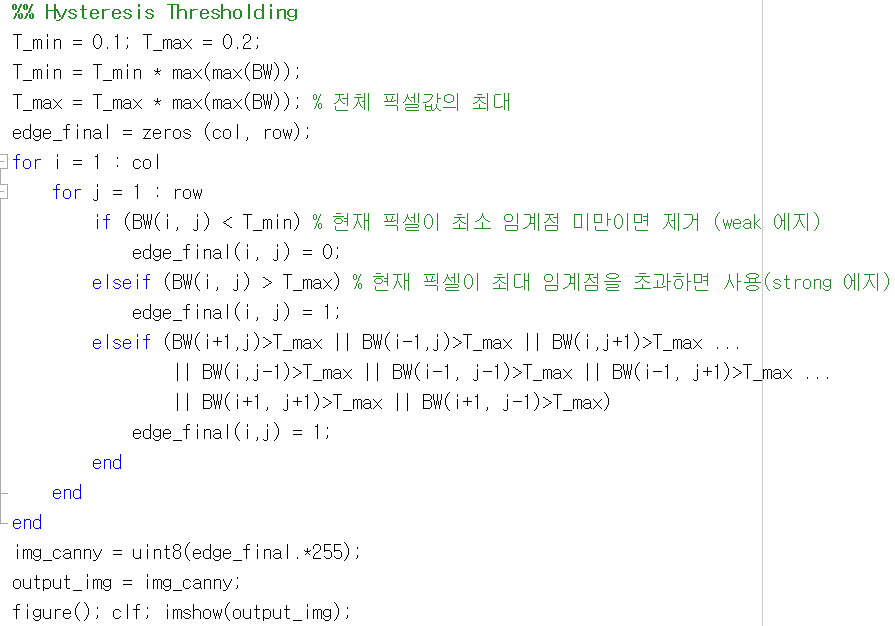 %% Hysteresis Thresholding
T_min = 0.1; T_max = 0.2;
T_min = T_min * max(max(BW));
T_max = T_max * max(max(BW)); % 전체 픽셀값의 최대
edge_final = zeros (col, row);
for i = 1 : col
    for j = 1 : row
        if (BW(i, j) < T_min) % 현재 픽셀이 최소 임계점 미만이면 제거 (weak 에지)
            edge_final(i, j) = 0;
        elseif (BW(i, j) > T_max) % 현재 픽셀이 최대 임계점을 초과하면 사용(strong 에지)
            edge_final(i, j) = 1;
        elseif (BW(i+1,j)>T_max || BW(i-1,j)>T_max || BW(i,j+1)>T_max ...
                || BW(i,j-1)>T_max || BW(i-1, j-1)>T_max || BW(i-1, j+1)>T_max ...
                || BW(i+1, j+1)>T_max || BW(i+1, j-1)>T_max)
            edge_final(i,j) = 1;
        end
    end
end
img_canny = uint8(edge_final.*255);
output_img = img_canny;
figure(); clf; imshow(output_img);